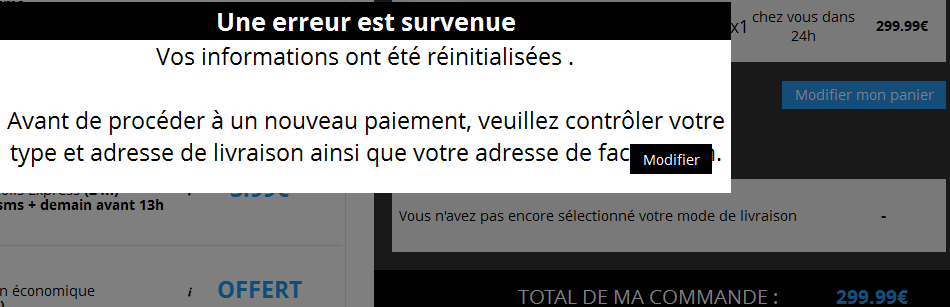 Une erreur est survenue
Vos informations ont été réinitialisées .
Avant de procéder à un nouveau paiement, veuillez contrôler votre
type et adresse de livraison ainsi que votre adresse de
Modifier
x1
chez vous dans
24h
299.99€
Modifier mon panier
sms + demain avant 13h
Vous n'avez pas encore sélectionné votre mode de livraison
-
économique
i
OFFERT
TOTAL DE MA COMMANDE :
299.99€